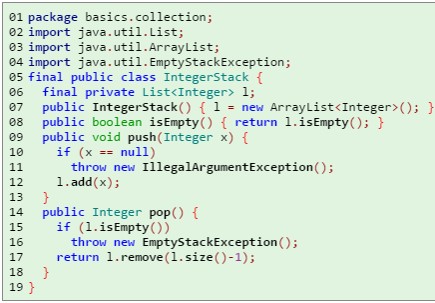 01 package basics.collection;
02 import java.util.List;
03 import java.util.ArrayList;
04 import java.util.EmptyStackException;
05 final public class IntegerStack {
06   final private List<Integer> l;
07   public IntegerStack() { l = new ArrayList<Integer>(); }
08   public boolean isEmpty() { return l.isEmpty(); }
09   public void push(Integer x) {
10     if (x == null)
11       throw new IllegalArgumentException();
12     l.add(x);
13   }
14   public Integer pop() {
15     if (l.isEmpty())
16       throw new EmptyStackException();
17     return l.remove(l.size()-1);
18   }
19 }